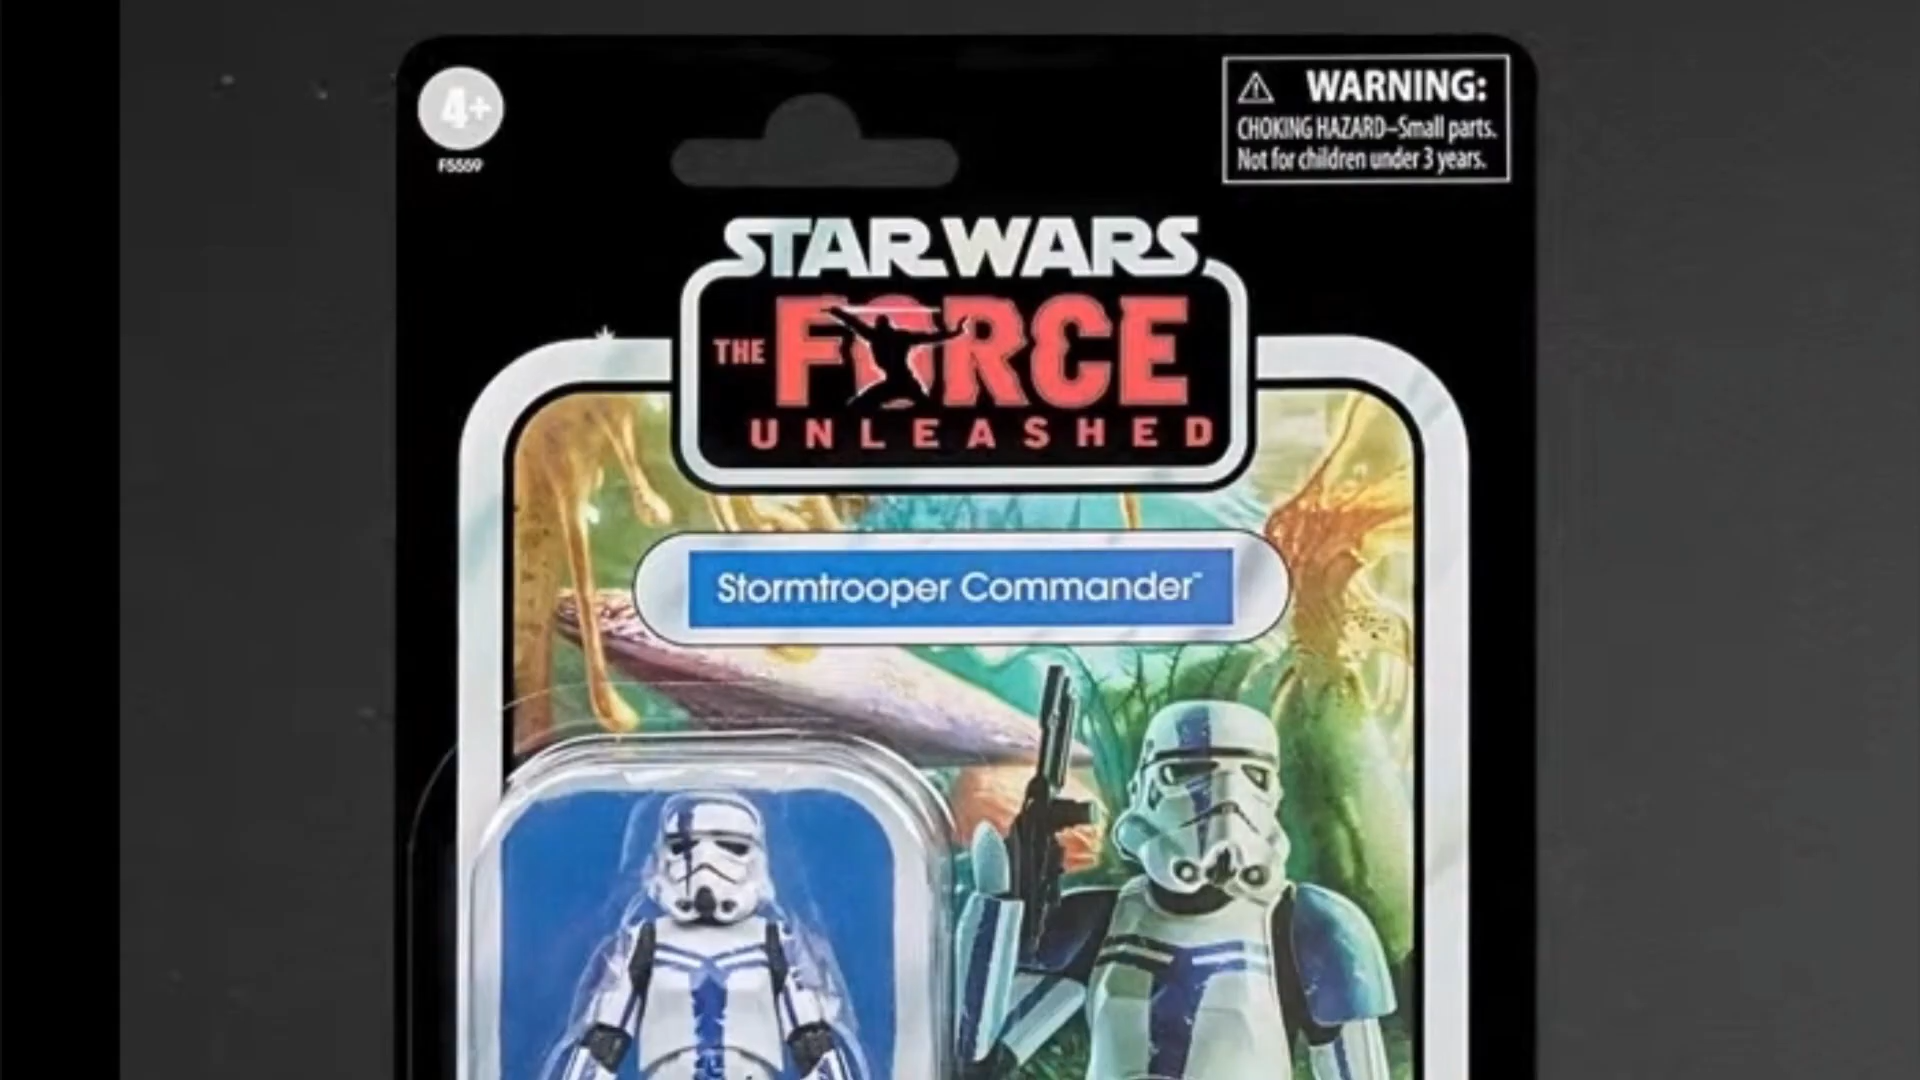 4+
F5559
WARNING:
CHOKING HAZARD–Small parts.
Not for children under 3 years.
STAR WARS
THE FORCE
UNLEASHED
Stormtrooper Commander™